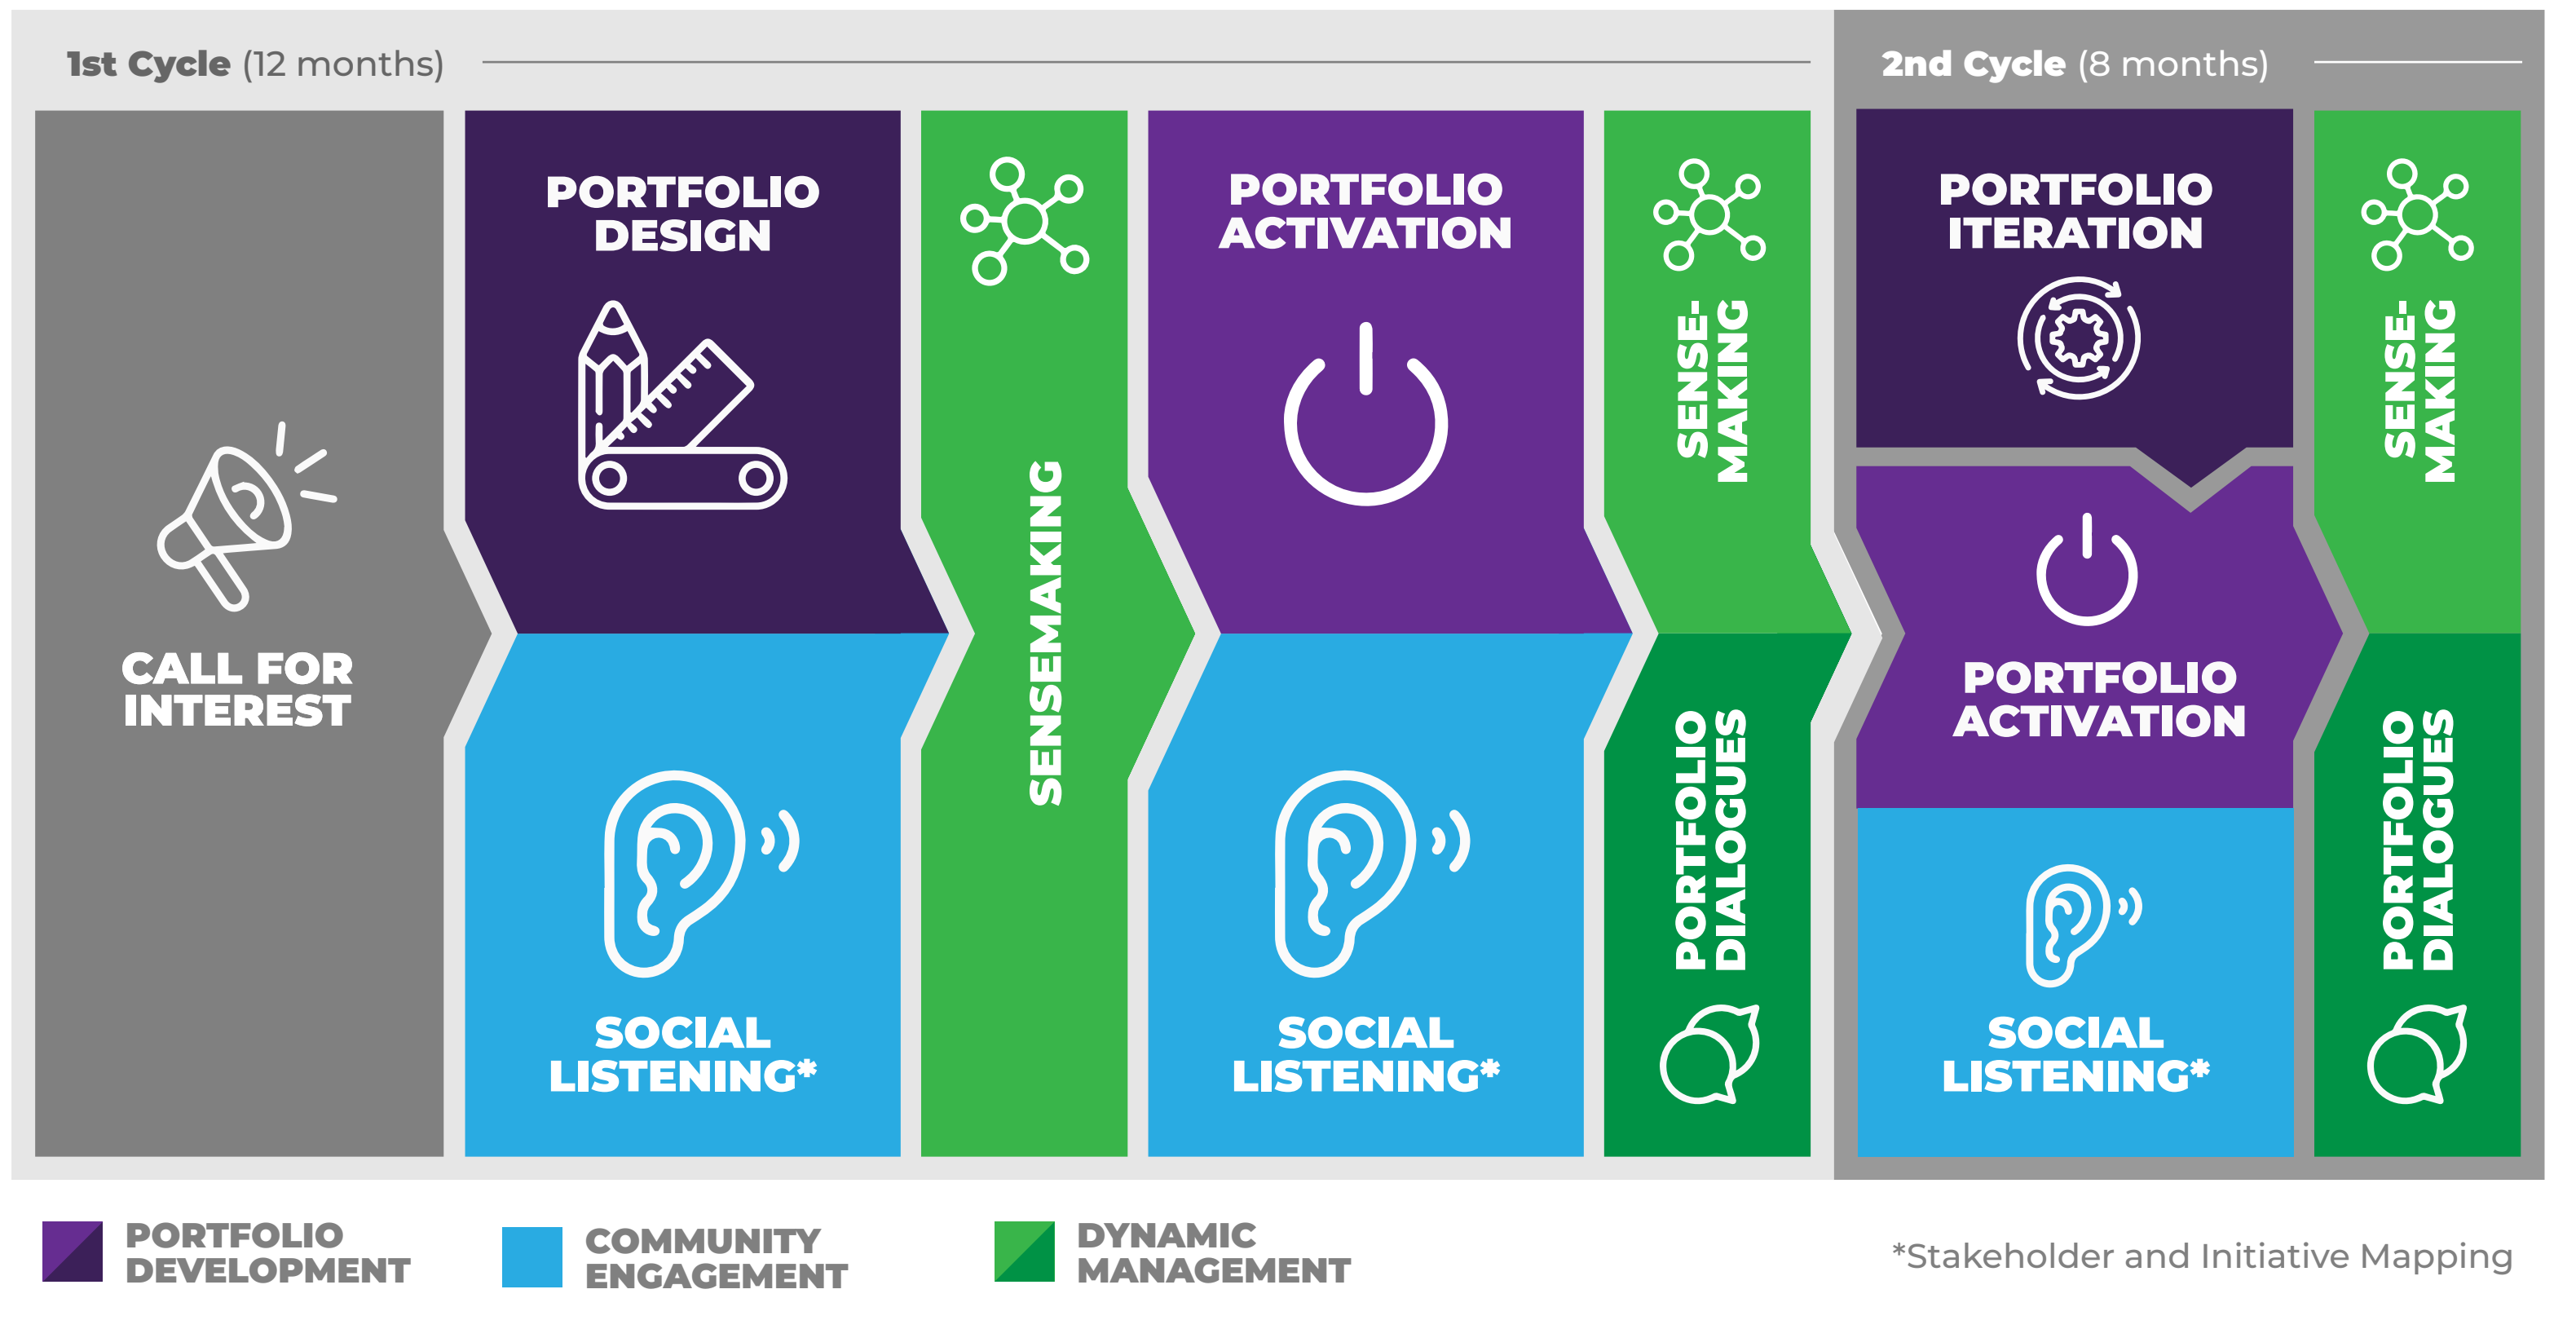 1st Cycle (12 months)
2nd Cycle (8 months)
CALL FOR
INTEREST
PORTFOLIO
DESIGN
SOCIAL
LISTENING*
SENSEMAKING
PORTFOLIO
ACTIVATION
SOCIAL
LISTENING*
SENSE-
MAKING
PORTFOLIO
DIALOGUES
PORTFOLIO
ITERATION
PORTFOLIO
ACTIVATION
SOCIAL
LISTENING*
SENSE-
MAKING
PORTFOLIO
DIALOGUES
PORTFOLIO
DEVELOPMENT
COMMUNITY
ENGAGEMENT
DYNAMIC
MANAGEMENT
*Stakeholder and Initiative Mapping